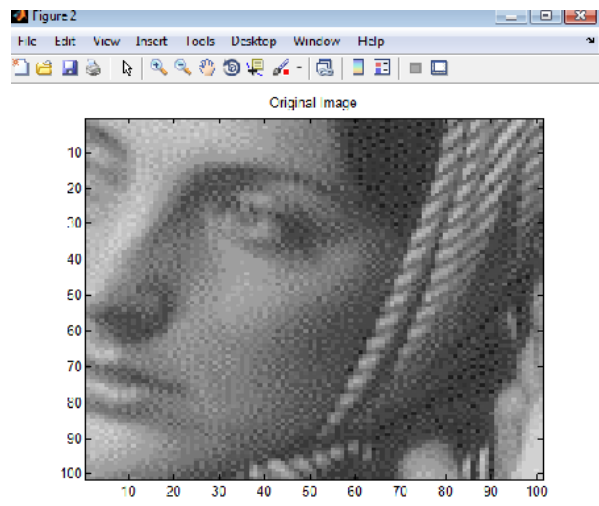 Figure 2
File Edit View Insert Tools Desktop Window Help
Original Image
10
20
30
40
50
60
70
80
90
100
10 20 30 40 50 60 70 80 90 100